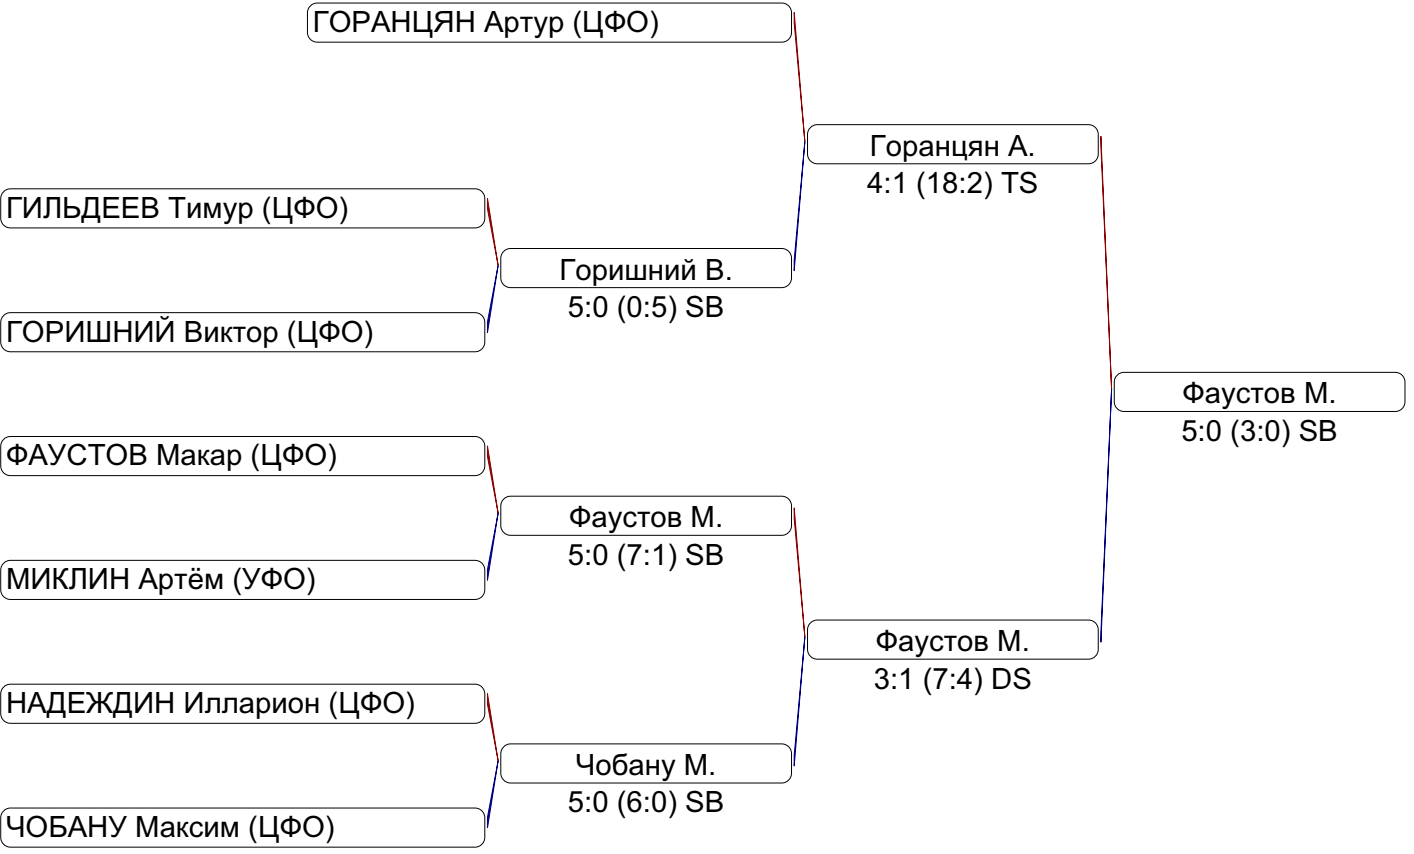 ГОРАНЦЯН Артур (ЦФО)
Горанцян А.
4:1 (18:2) TS
ГИЛЬДЕЕВ Тимур (ЦФО)
Горишний В.
5:0 (0:5) SB
ГОРИШНИЙ Виктор (ЦФО)
Фаустов М.
5:0 (3:0) SB
ФАУСТОВ Макар (ЦФО)
Фаустов М.
5:0 (7:1) SB
МИКЛИН Артём (УФО)
Фаустов М.
3:1 (7:4) DS
НАДЕЖДИН Илларион (ЦФО)
Чобану М.
5:0 (6:0) SB
ЧОБАНУ Максим (ЦФО)